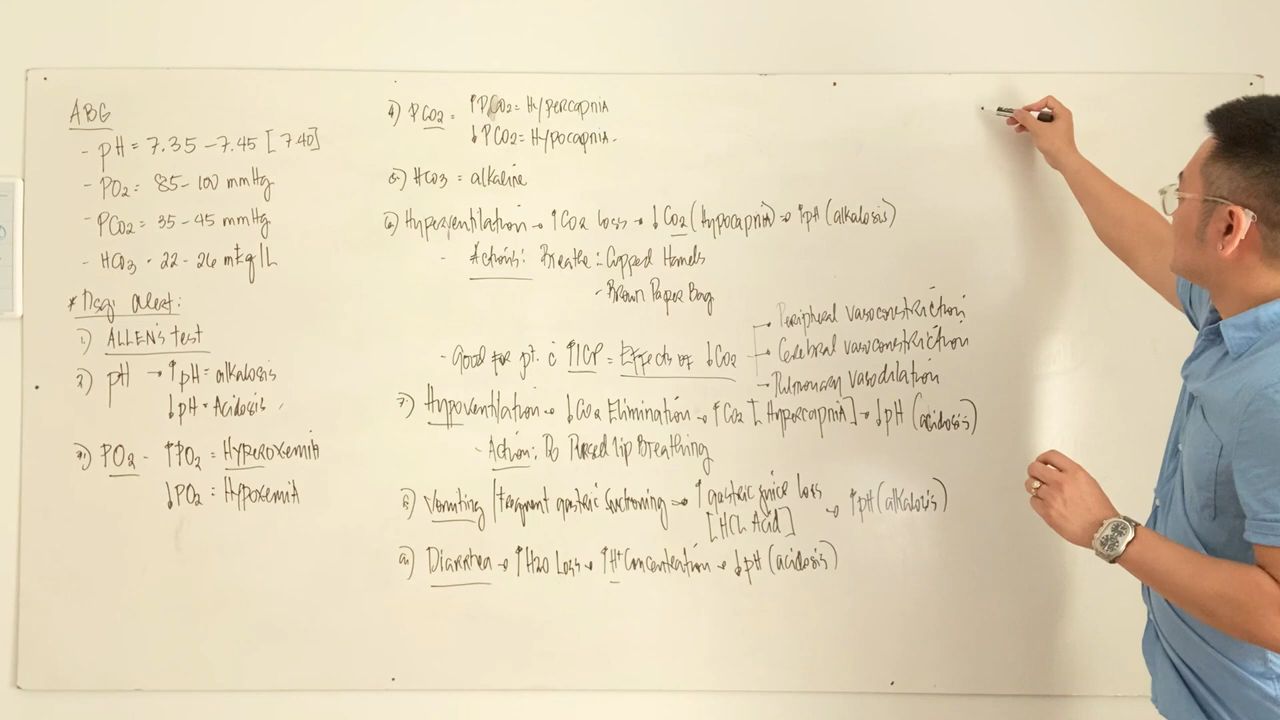 ABG
- pH = 7.35 - 7.45 [7.40]
- PO2 = 85 - 100 mmHg
- PCO2 = 35 - 45 mmHg
- HCO3 = 22 - 26 mEq/L
* Dsg: alert:
1) ALLEN'S test
2) pH → ↑pH = alkalosis
↓pH = Acidosis
3) PO2 - ↑PO2 = HYPEROXEMIA
↓PO2 = HYPOXEMIA
4) PCO2 = ↑PCO2 = HYPERCAPNIA
↓PCO2 = HYPOCAPNIA
5) HCO3 = alkaline
6) Hyperventilation → ↑CO2 Loss → ↓CO2 (HYPOCAPNIA) → ↑pH (alkalosis)
- Actions: Breathe: Cupped Hands
- Brown Paper Bag
- Good for pt. c̄ ↑ICP = Effects of ↓CO2
→ Peripheral vasoconstriction
→ Cerebral vasoconstriction
→ Pulmonary vasodilation
7) Hypoventilation → ↓CO2 Elimination → ↑CO2 [Hypercapnia] → ↓pH (acidosis)
- Action: Do Pursed lip Breathing
8) Vomiting / frequent gastric suctioning → ↑ gastric juice loss [HCl Acid] → ↑pH (alkalosis)
9) Diarrhea → ↑H2O Loss → ↑H+ Concentration → ↓pH (acidosis)